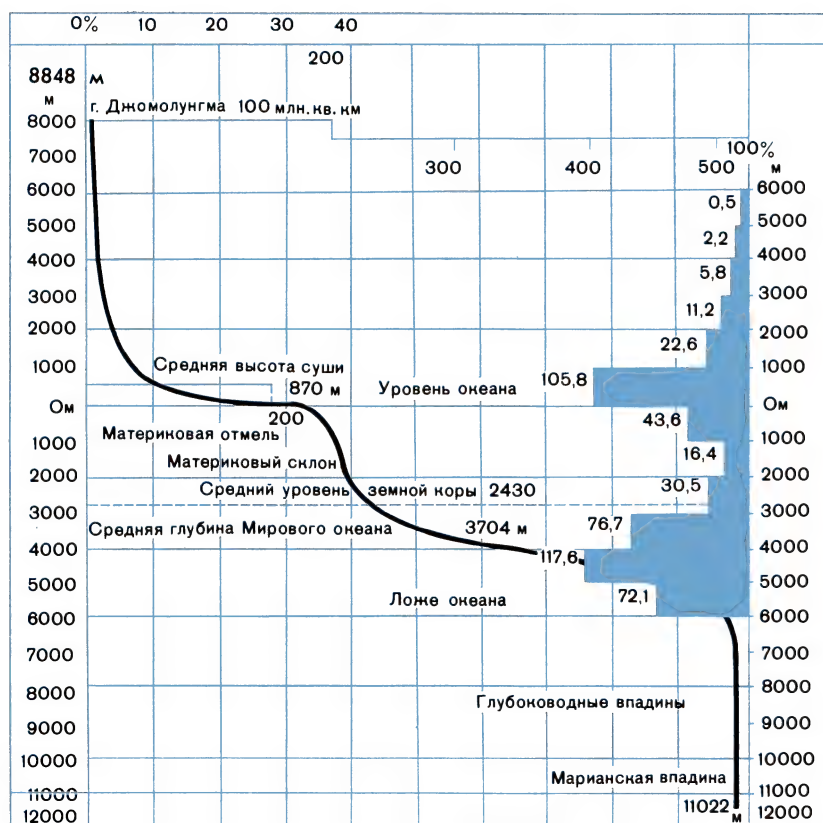 0% 10 20 30 40
200
8848 м
м
г. Джомолунгма 100 млн. кв. км
8000
100%
7000 300 400 500 м
6000 6000
0,5
5000 5000
2,2
4000 4000
5,8
3000 3000
11,2
2000 2000
22,6
1000 1000
Средняя высота суши
870 м Уровень океана 105,8
Ом Ом
200 43,6
Материковая отмель
1000 1000
16,4
Материковый склон
2000 2000
Средний уровень земной коры 2430 30,5
3000 3000
Средняя глубина Мирового океана 3704 м 76,7
4000 4000
117,6
5000 5000
Ложе океана 72,1
6000 6000
7000 7000
8000 8000
Глубоководные впадины
9000 9000
10000 10000
Марианская впадина
11000 11000
11022 м
12000 12000